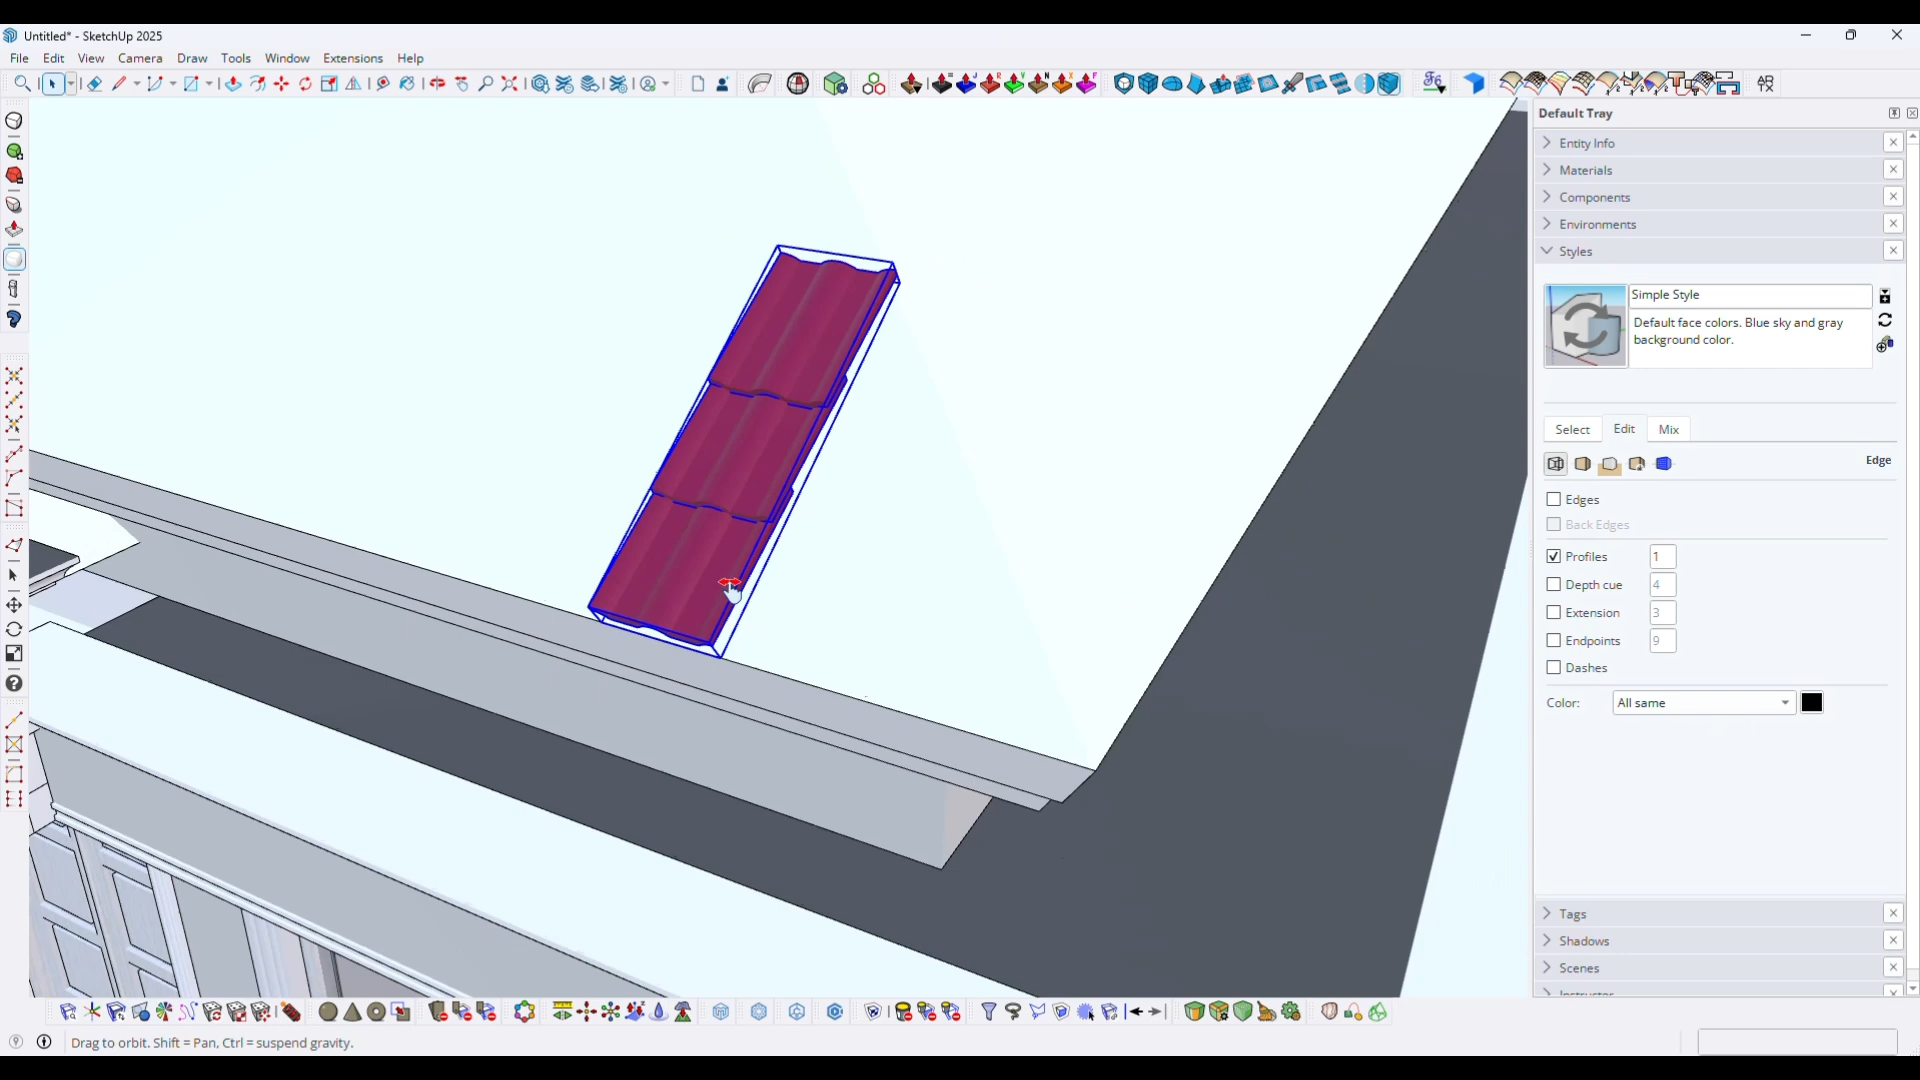 Untitled* - SketchUp 2025
File Edit View Camera Draw Tools Window Extensions Help
Default Tray
Entity Info
Materials
Components
Environments
Styles
Simple Style
Default face colors. Blue sky and gray
background color.
Select Edit Mix
Edge
Edges
Back Edges
Profiles 1
Depth cue 4
Extension 3
Endpoints 9
Dashes
Color: All same
Tags
Shadows
Scenes
Drag to orbit. Shift = Pan, Ctrl = suspend gravity.